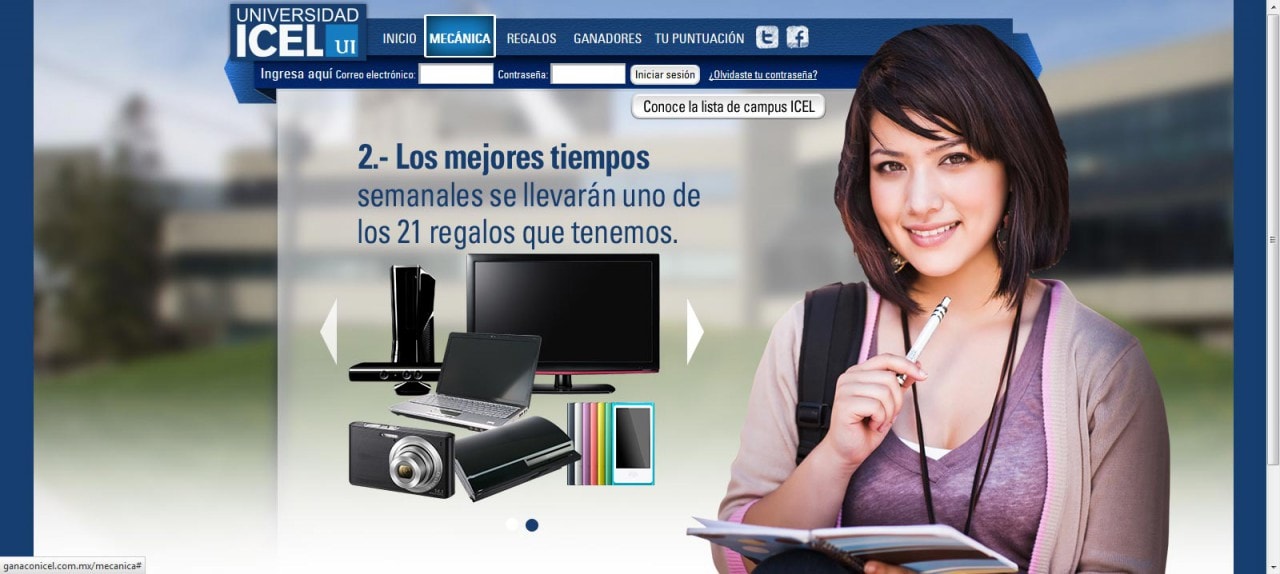 UNIVERSIDAD
ICEL UI
INICIO MECÁNICA REGALOS GANADORES TU PUNTUACIÓN
Ingresa aquí Correo electrónico: Contraseña: Iniciar sesión ¿Olvidaste tu contraseña?
Conoce la lista de campus ICEL
2.- Los mejores tiempos
semanales se llevarán uno de
los 21 regalos que tenemos.
ganaconicel.com.mx/mecanica#